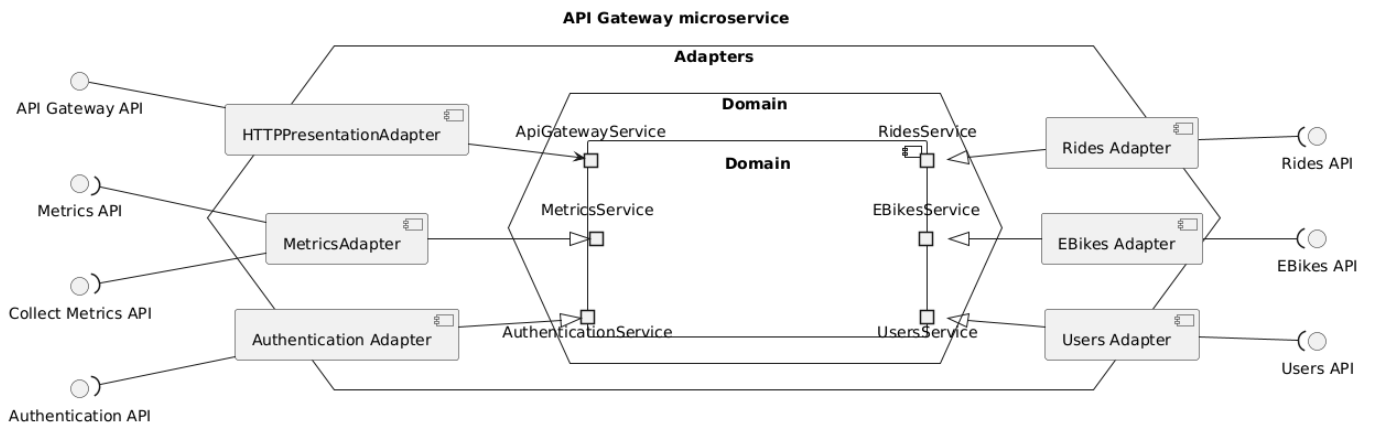 API Gateway microservice
Adapters
API Gateway API
HTTPPresentationAdapter
Metrics API
MetricsAdapter
Collect Metrics API
Authentication Adapter
Authentication API
Domain
ApiGatewayService
RidesService
Domain
MetricsService
EBikesService
AuthenticationService
UsersService
Rides Adapter
Rides API
EBikes Adapter
EBikes API
Users Adapter
Users API